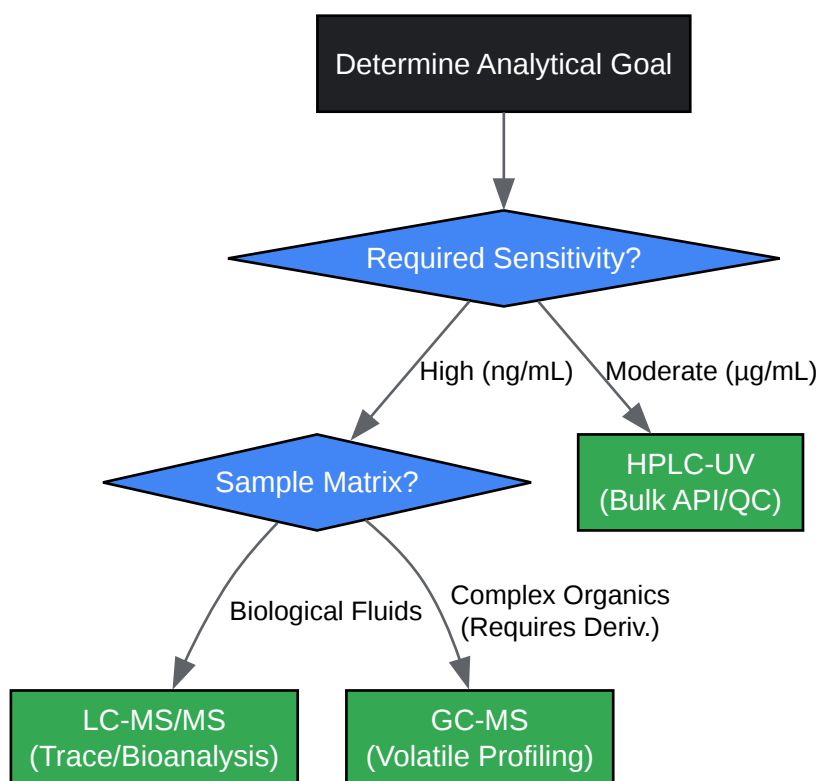 Determine Analytical Goal
Required Sensitivity?
High (ng/mL)
Moderate (µg/mL)
Sample Matrix?
HPLC-UV
(Bulk API/QC)
Biological Fluids
Complex Organics
(Requires Deriv.)
LC-MS/MS
(Trace/Bioanalysis)
GC-MS
(Volatile Profiling)